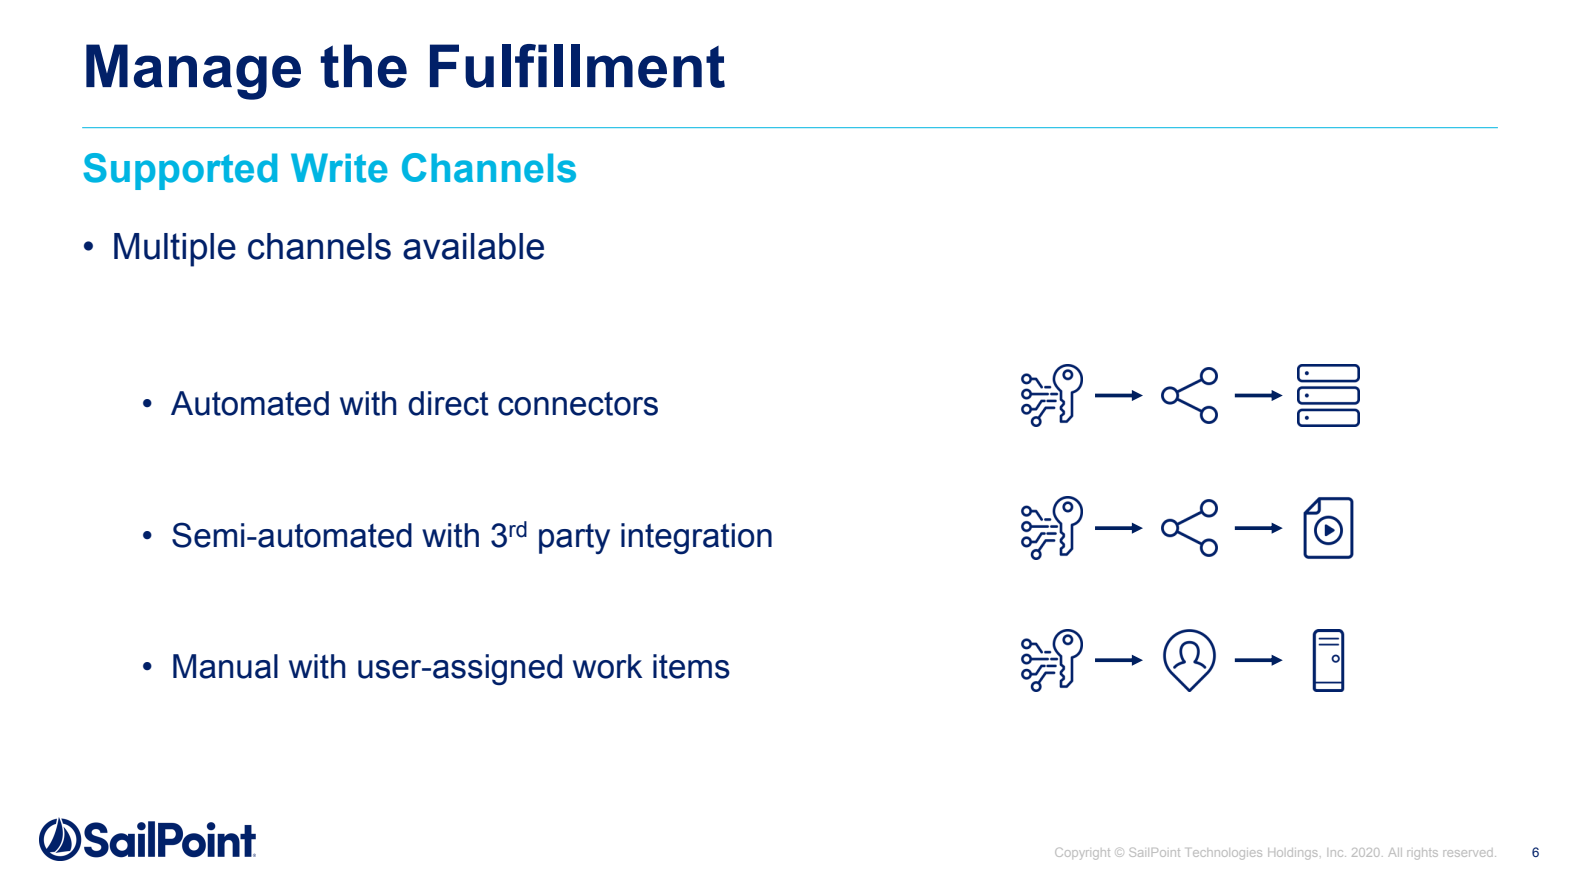 Manage the Fulfillment
Supported Write Channels
• Multiple channels available
• Automated with direct connectors
• Semi-automated with 3rd party integration
• Manual with user-assigned work items
SailPoint
Copyright © SailPoint Technologies Holdings, Inc. 2020. All rights reserved. 6